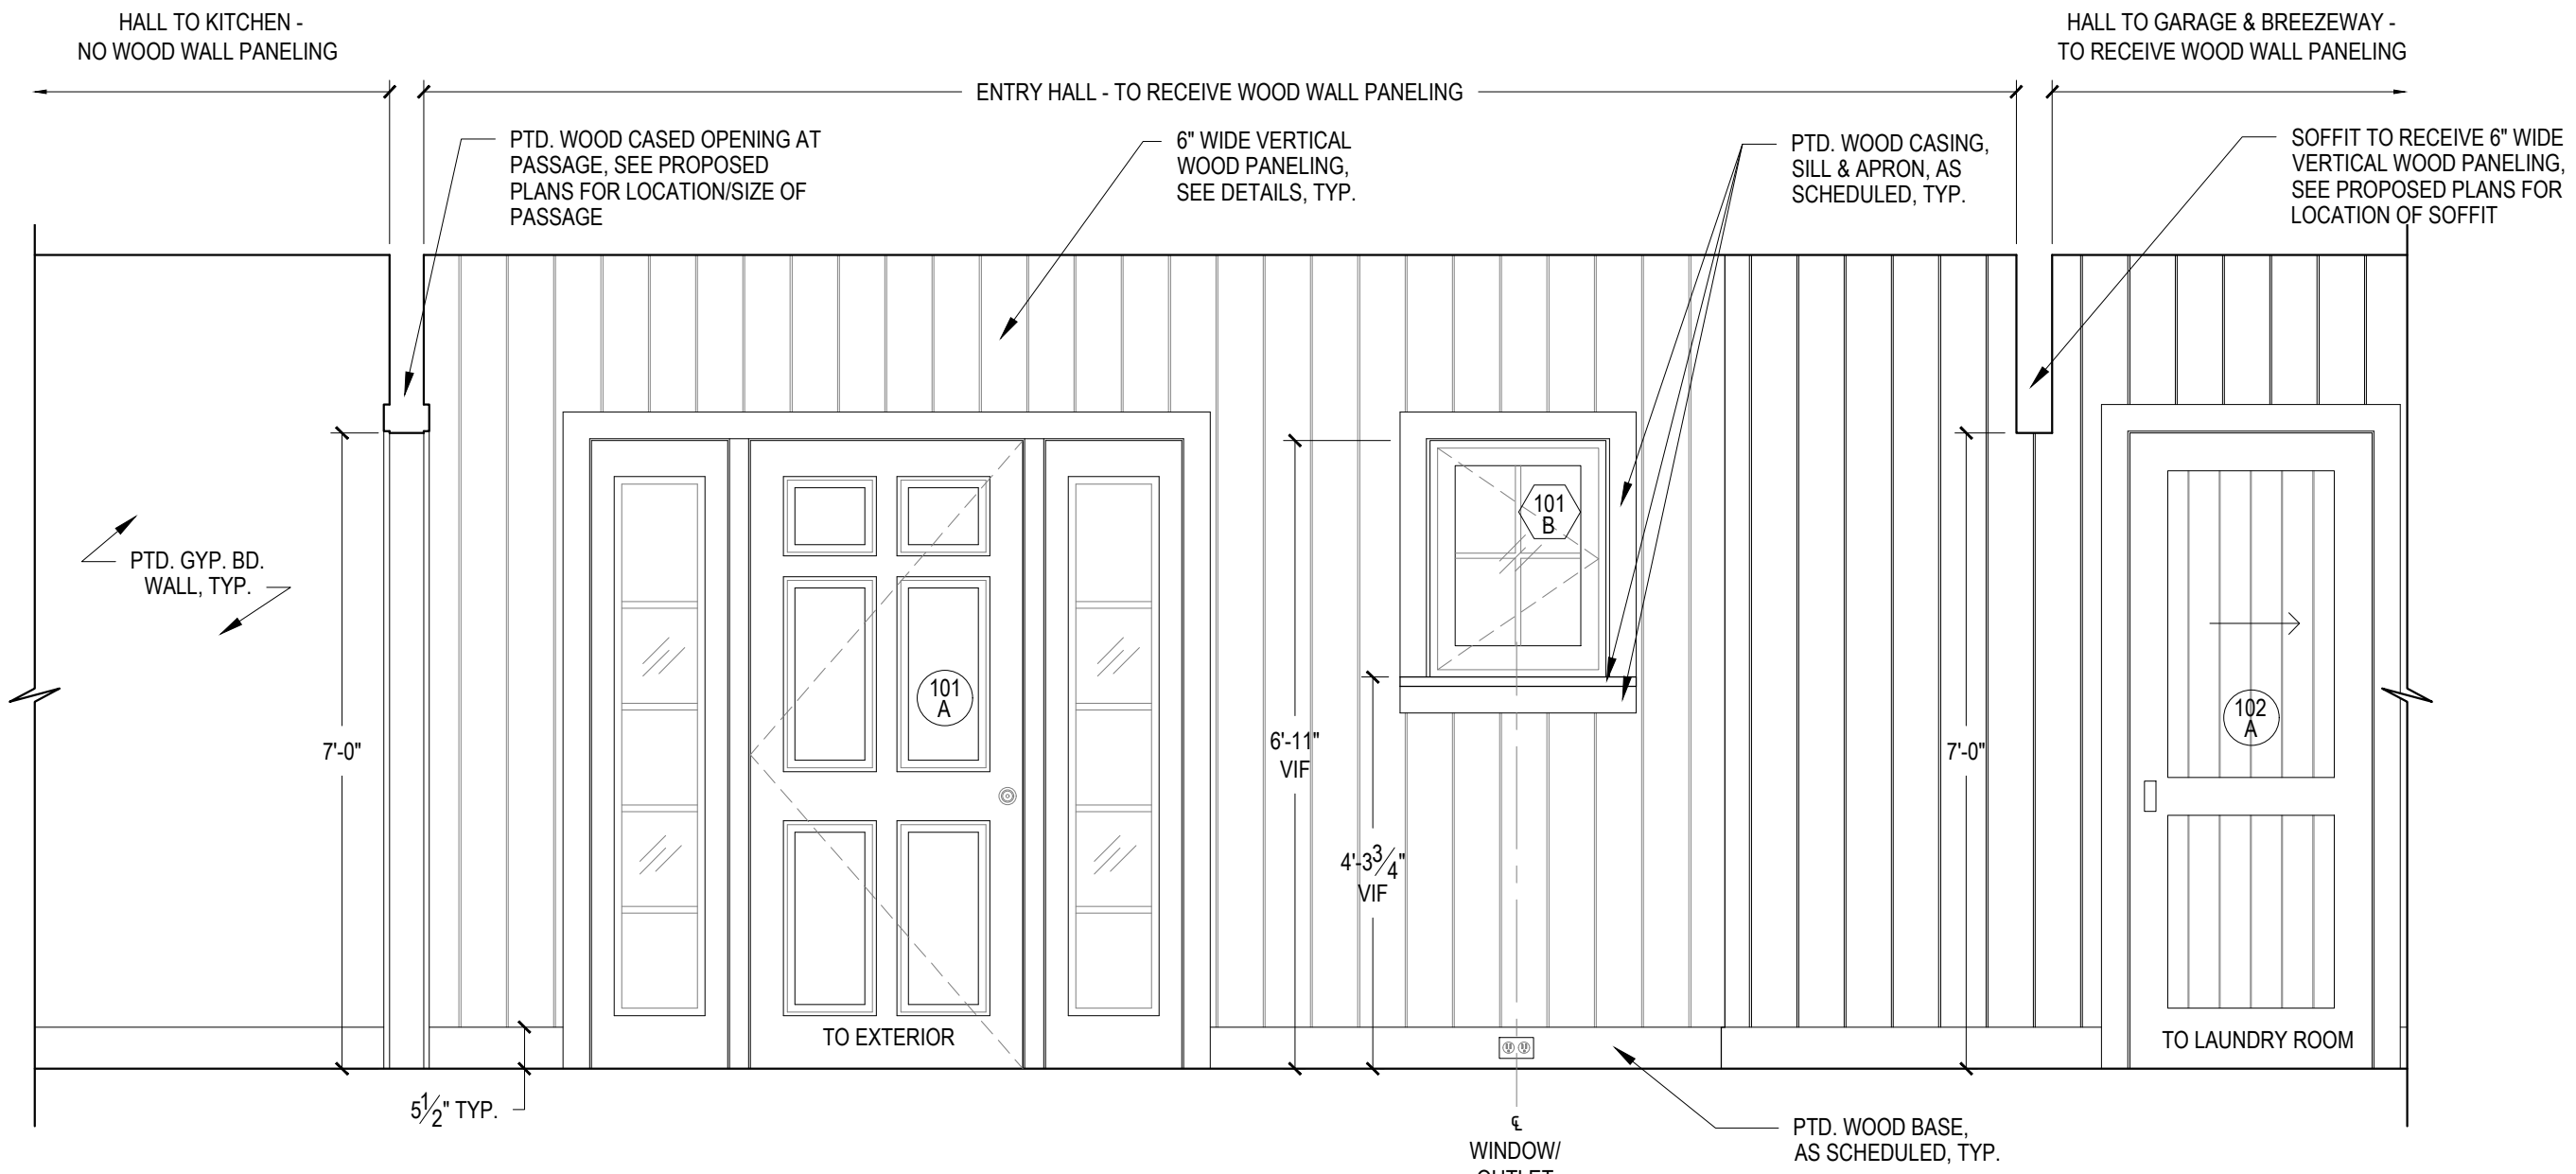 HALL TO KITCHEN -
NO WOOD WALL PANELING
HALL TO GARAGE & BREEZEWAY -
TO RECEIVE WOOD WALL PANELING
ENTRY HALL - TO RECEIVE WOOD WALL PANELING
PTD. WOOD CASED OPENING AT
PASSAGE, SEE PROPOSED
PLANS FOR LOCATION/SIZE OF
PASSAGE
6" WIDE VERTICAL
WOOD PANELING,
SEE DETAILS, TYP.
PTD. WOOD CASING,
SILL & APRON, AS
SCHEDULED, TYP.
SOFFIT TO RECEIVE 6" WIDE
VERTICAL WOOD PANELING,
SEE PROPOSED PLANS FOR
LOCATION OF SOFFIT
PTD. GYP. BD.
WALL, TYP.
101
B
101
A
102
A
7'-0"
6'-11"
VIF
7'-0"
4'-3 3/4"
VIF
TO EXTERIOR
TO LAUNDRY ROOM
5 1/2" TYP.
℄
WINDOW/
OUTLET
PTD. WOOD BASE,
AS SCHEDULED, TYP.